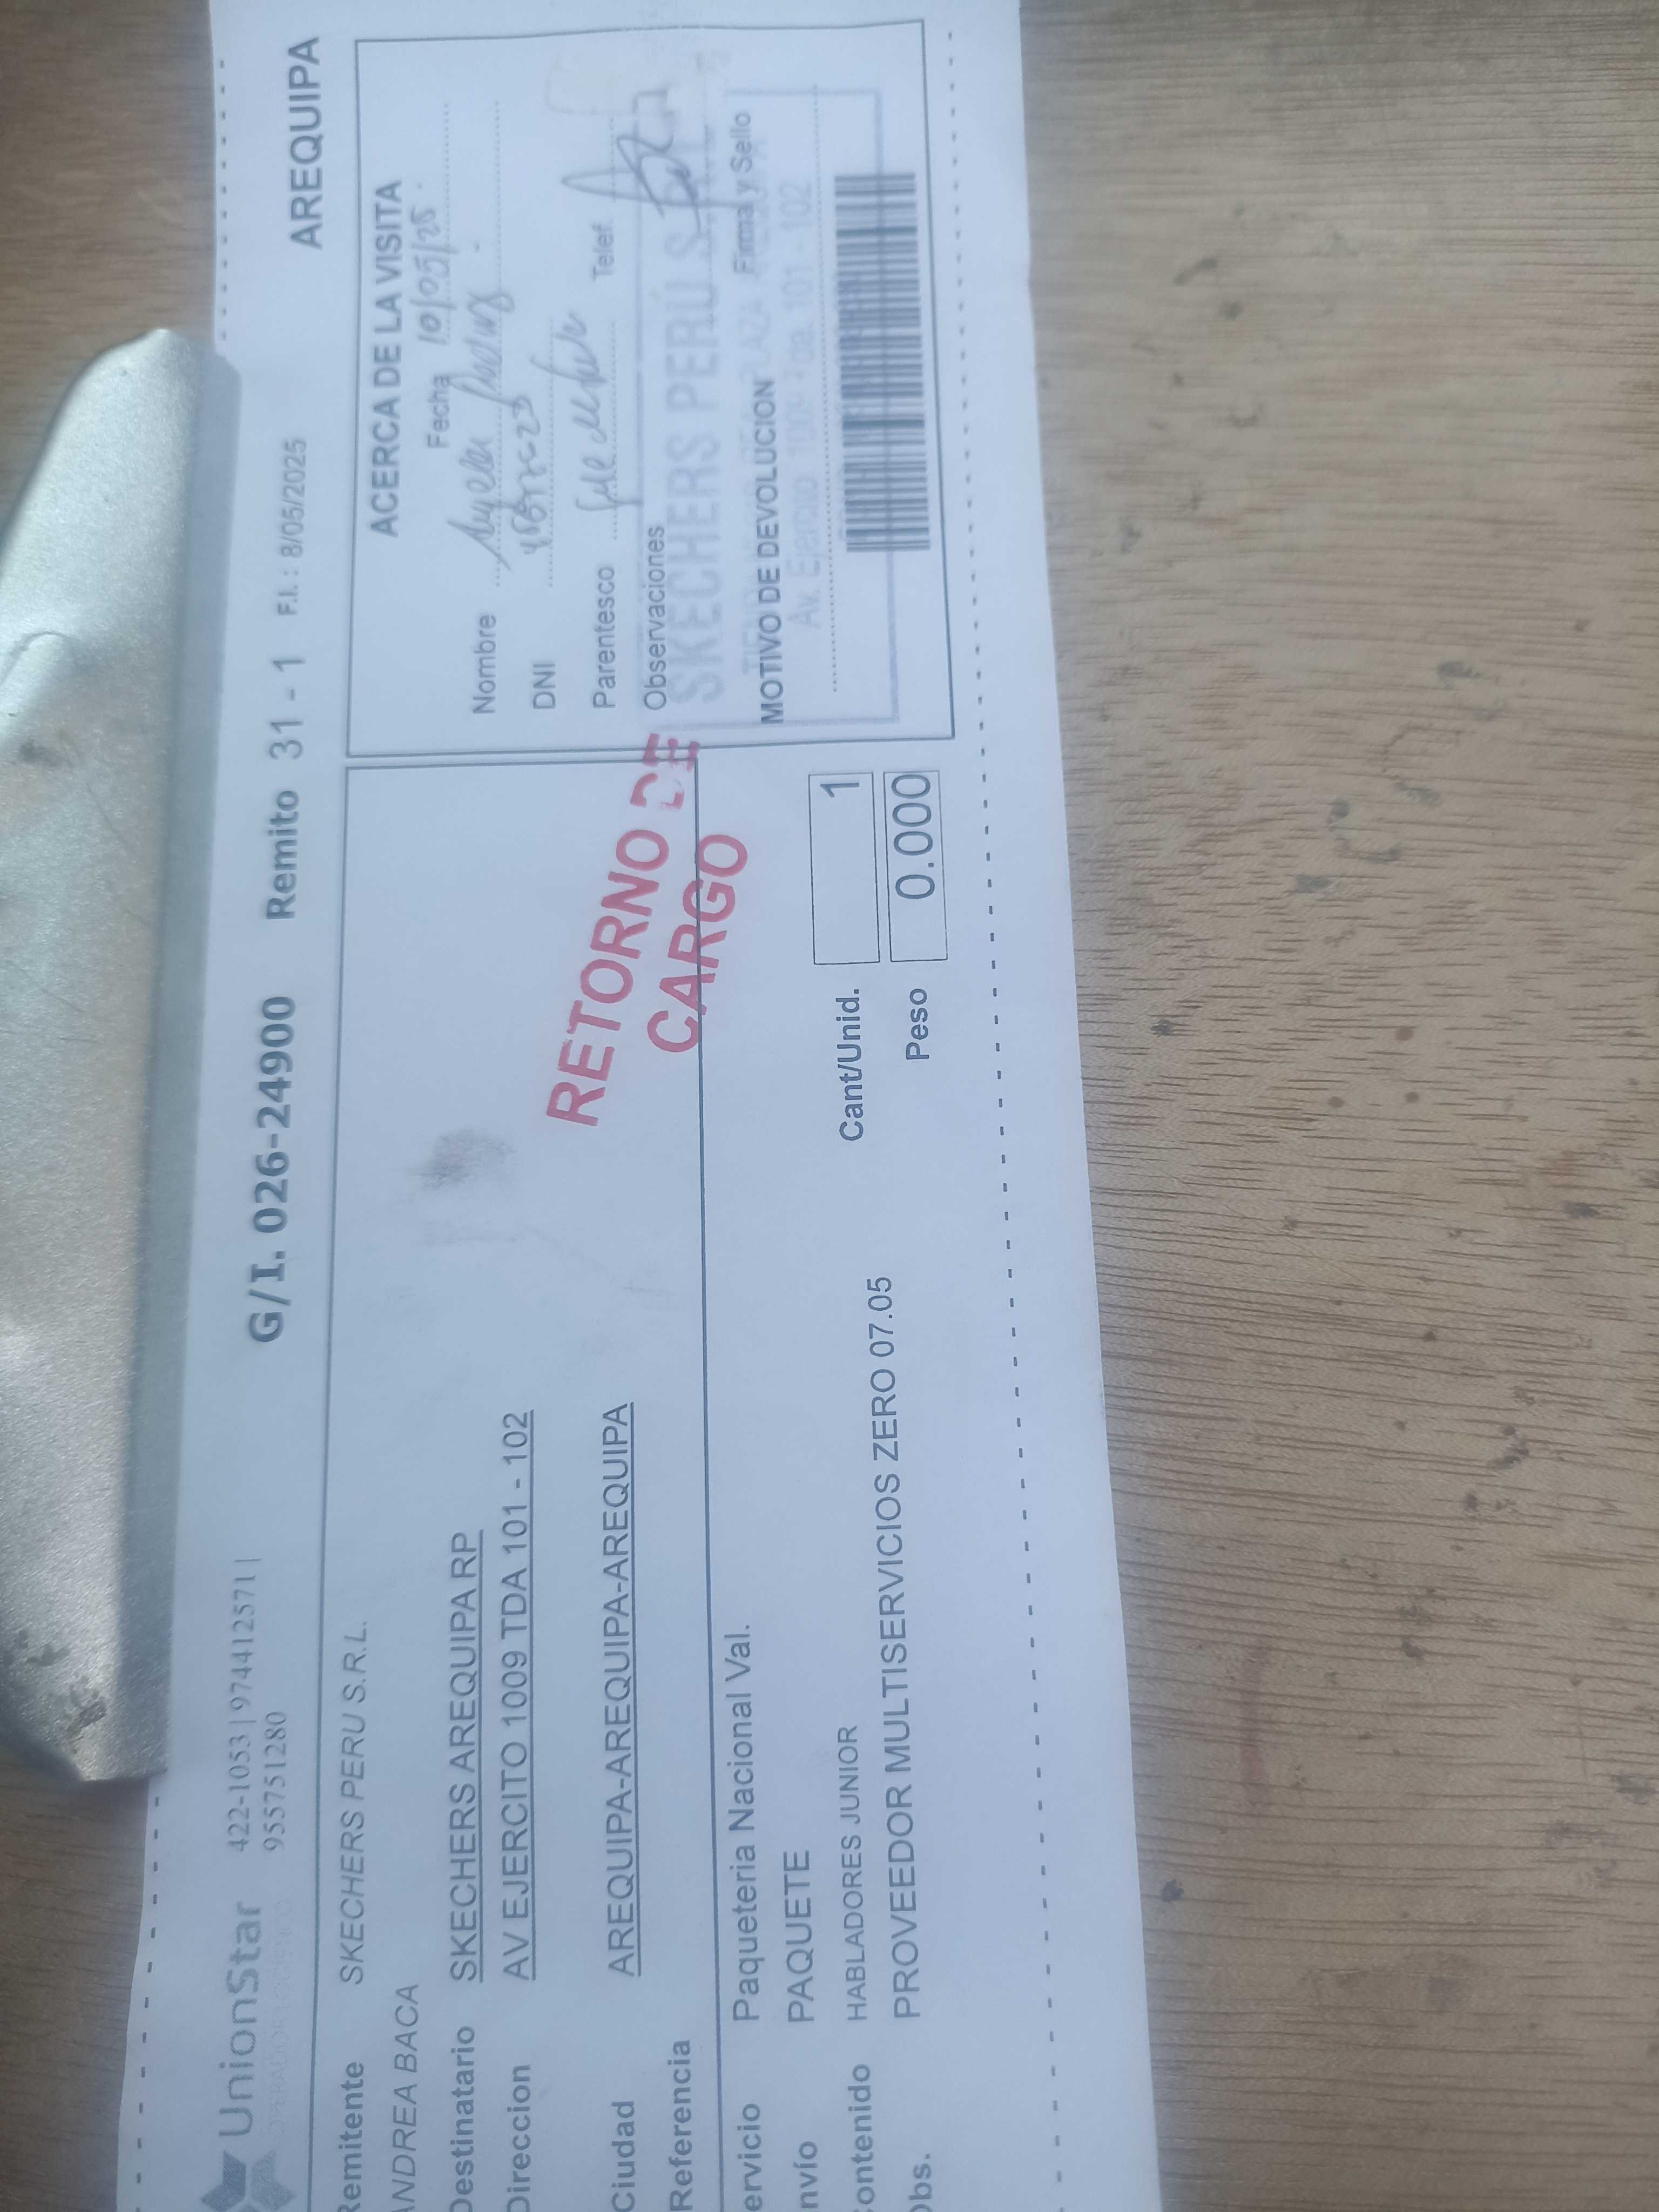 UnionStar
422-1053 | 974412571 |
955751280
G/I. 026-24900 Remito 31 - 1 F.I. : 8/05/2025 AREQUIPA
Remitente SKECHERS PERU S.R.L.
ANDREA BACA
Destinatario SKECHERS AREQUIPA RP
Direccion AV EJERCITO 1009 TDA 101 - 102
Ciudad AREQUIPA-AREQUIPA-AREQUIPA
Referencia
RETORNO DE
CARGO
ervicio Paqueteria Nacional Val.
nvío PAQUETE
ontenido HABLADORES JUNIOR
Obs. PROVEEDOR MULTISERVICIOS ZERO 07.05
Cant/Unid. 1
Peso 0.000
ACERCA DE LA VISITA
Fecha 10/05/25
Nombre
DNI
Parentesco Telef.
Observaciones
SKECHERS PERÚ S.R.L.
Firma y Sello
MOTIVO DE DEVOLUCION
Av. Ejercito 1009 Tda. 101 - 102